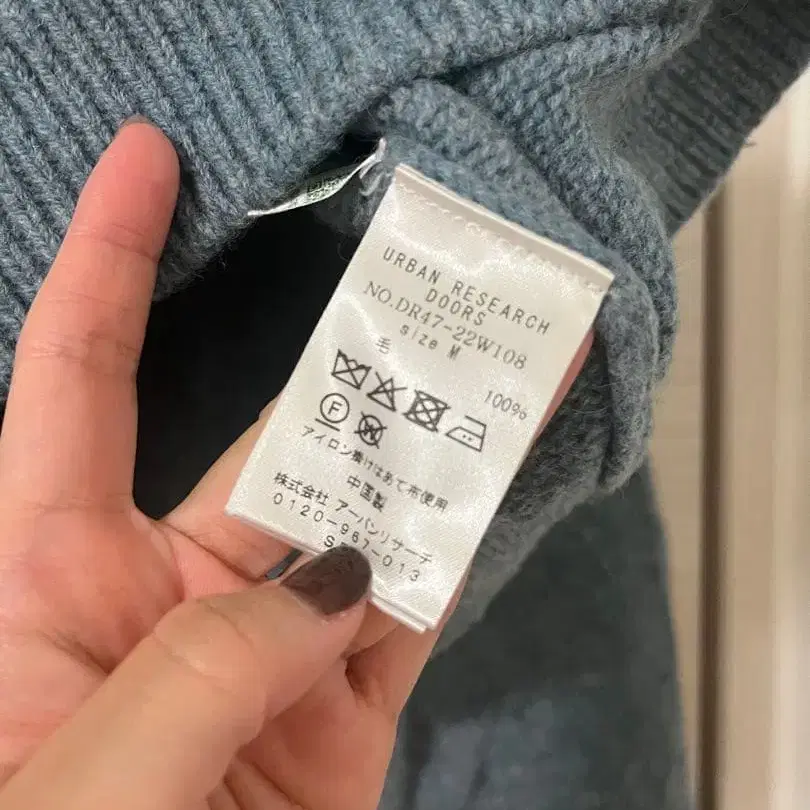 URBAN RESEARCH
DOORS
NO.DR47-22W108
size M
毛 100%
F W
アイロン掛けはあて布使用
中国製
株式会社 アーバンリサーチ
0120-967-013